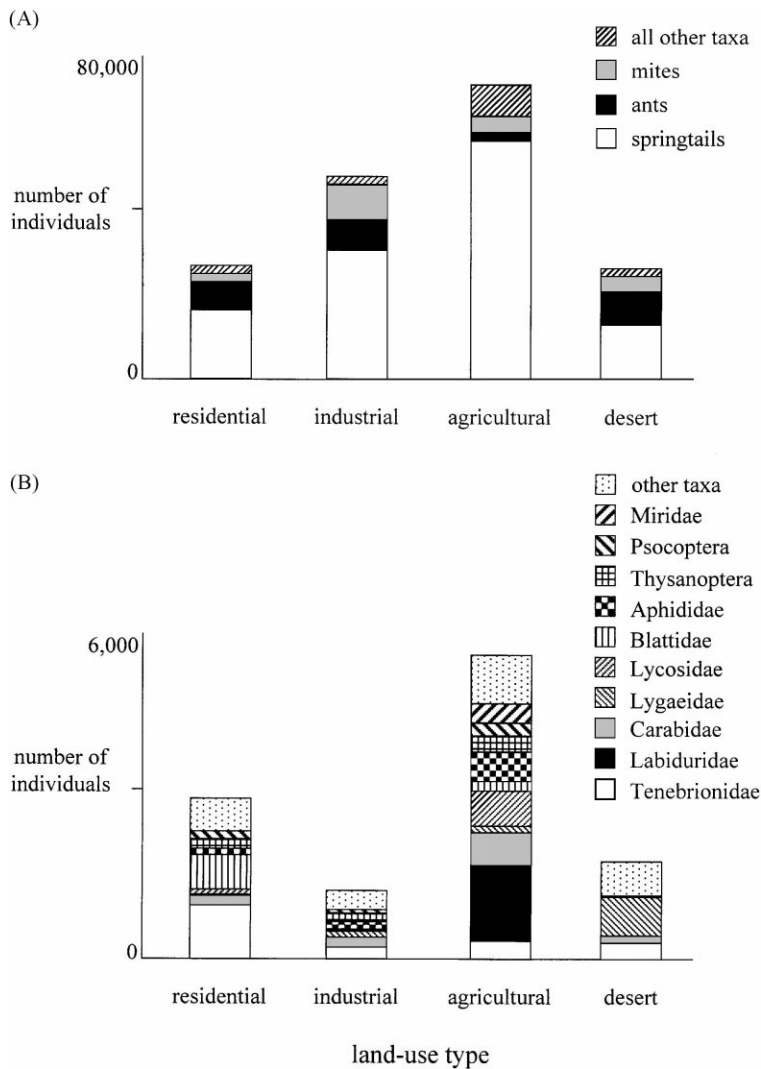 (A)
all other taxa
mites
ants
springtails
80,000
number of
individuals
0
residential
industrial
agricultural
desert
(B)
other taxa
Miridae
Psocoptera
Thysanoptera
Aphididae
Blattidae
Lycosidae
Lygaeidae
Carabidae
Labiduridae
Tenebrionidae
6,000
number of
individuals
0
residential
industrial
agricultural
desert
land-use type